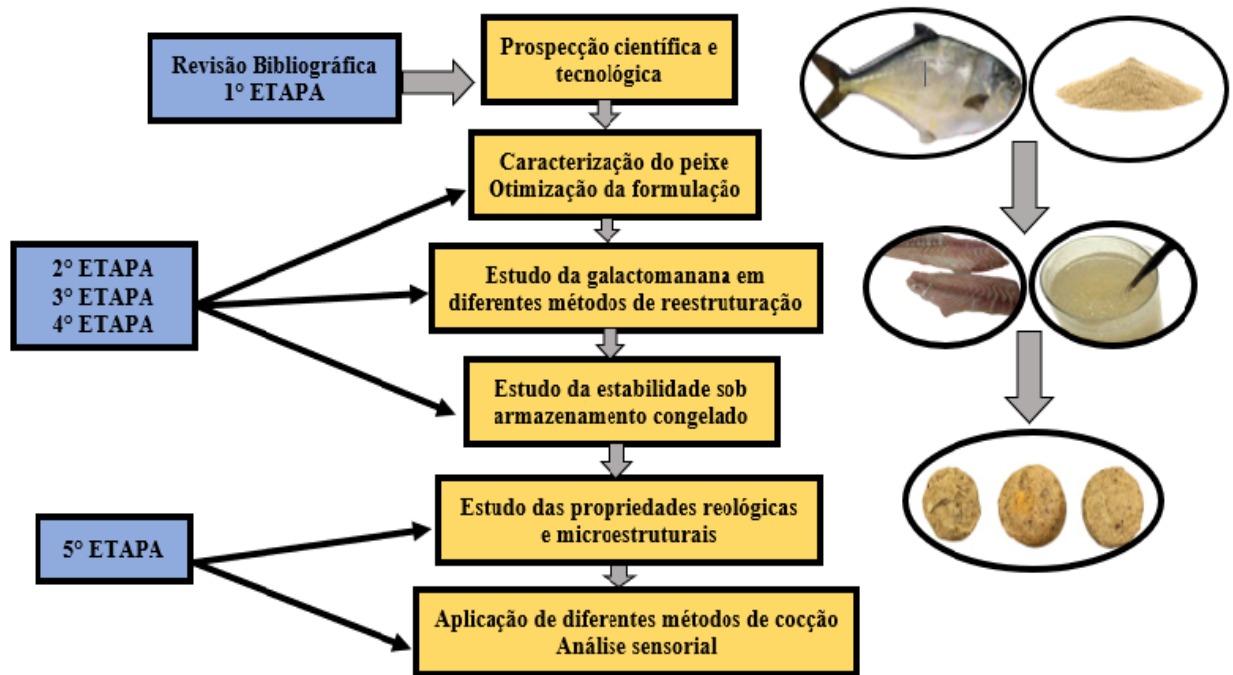 Revisão Bibliográfica
1° ETAPA
Prospecção científica e
tecnológica
Caracterização do peixe
Otimização da formulação
2° ETAPA
3° ETAPA
4° ETAPA
Estudo da galactomanana em
diferentes métodos de reestruturação
Estudo da estabilidade sob
armazenamento congelado
Estudo das propriedades reológicas
e microestruturais
5° ETAPA
Aplicação de diferentes métodos de cocção
Análise sensorial